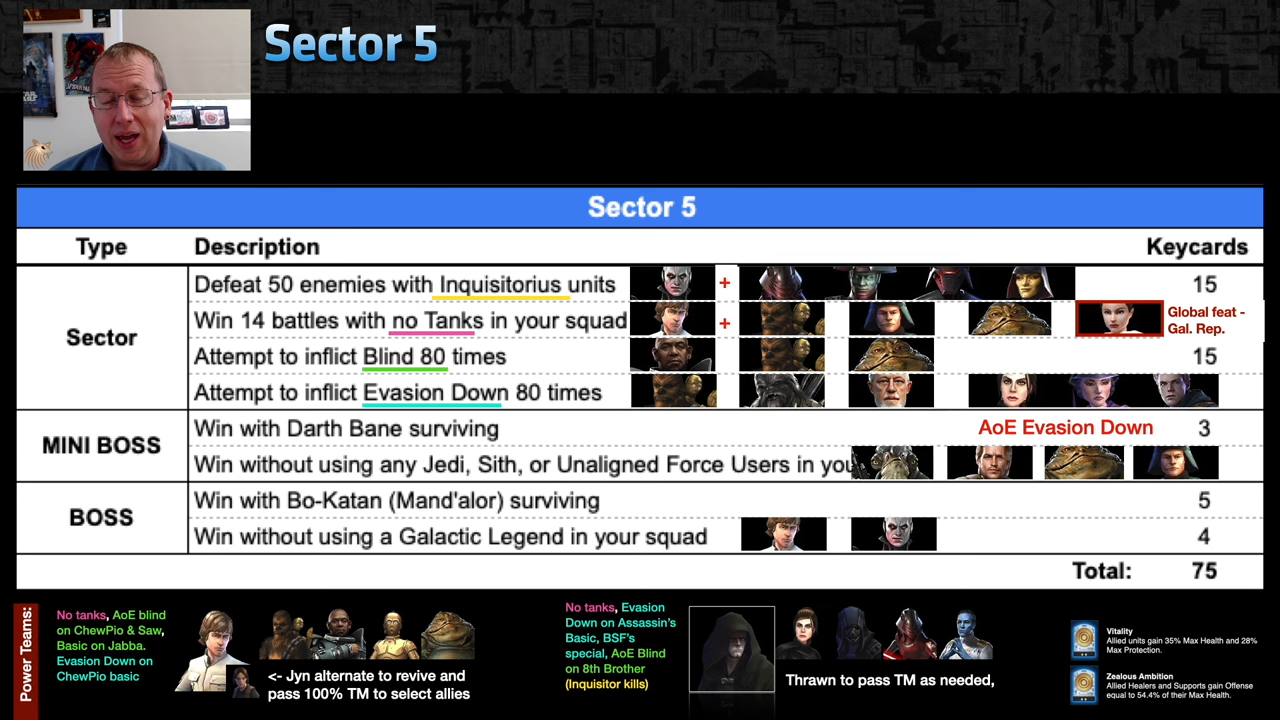 Sector 5
Sector 5
Type Description Keycards
Sector
Defeat 50 enemies with Inquisitorius units + 15
Win 14 battles with no Tanks in your squad + Global feat - Gal. Rep.
Attempt to inflict Blind 80 times 15
Attempt to inflict Evasion Down 80 times
MINI BOSS
Win with Darth Bane surviving AoE Evasion Down 3
Win without using any Jedi, Sith, or Unaligned Force Users in you
BOSS
Win with Bo-Katan (Mand'alor) surviving 5
Win without using a Galactic Legend in your squad 4
Total: 75
Power Teams:
No tanks, AoE blind
on ChewPio & Saw,
Basic on Jabba.
Evasion Down on
ChewPio basic
<- Jyn alternate to revive and
pass 100% TM to select allies
No tanks, Evasion
Down on Assassin's
Basic, BSF's
special, AoE Blind
on 8th Brother
(Inquisitor kills)
Thrawn to pass TM as needed,
Vitality
Allied units gain 35% Max Health and 28%
Max Protection.
Zealous Ambition
Allied Healers and Supports gain Offense
equal to 54.4% of their Max Health.